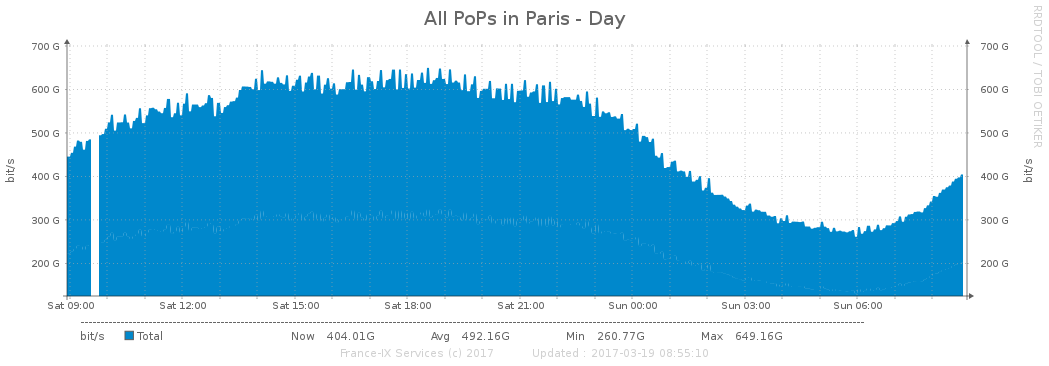 All PoPs in Paris - Day
RRDTOOL / TOBI OETIKER
700 G 700 G
600 G 600 G
500 G 500 G
400 G 400 G
300 G 300 G
200 G 200 G
bit/s bit/s
Sat 09:00 Sat 12:00 Sat 15:00 Sat 18:00 Sat 21:00 Sun 00:00 Sun 03:00 Sun 06:00
bit/s Total Now 404.01G Avg 492.16G Min 260.77G Max 649.16G
France-IX Services (c) 2017 Updated : 2017-03-19 08:55:10